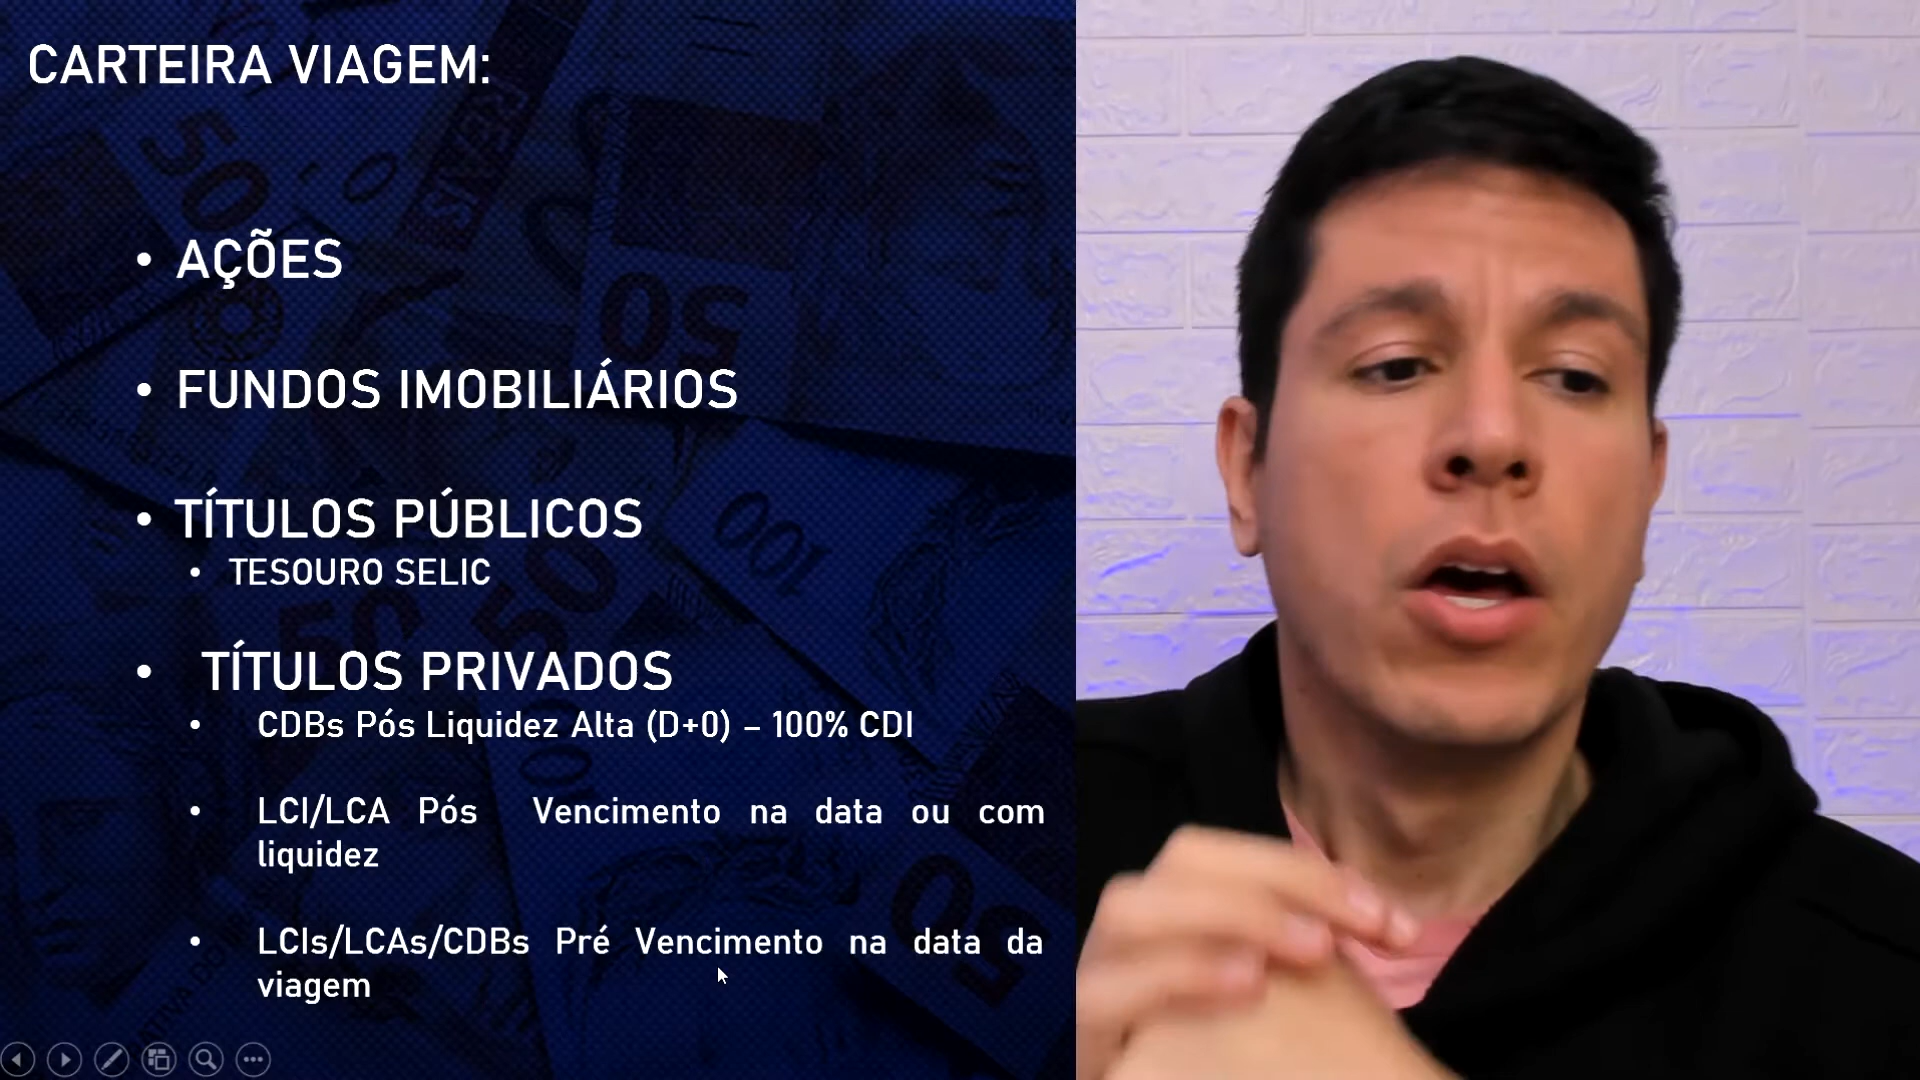 CARTEIRA VIAGEM:
• AÇÕES
• FUNDOS IMOBILIÁRIOS
• TÍTULOS PÚBLICOS
• TESOURO SELIC
• TÍTULOS PRIVADOS
• CDBs Pós Liquidez Alta (D+0) – 100% CDI
• LCI/LCA Pós Vencimento na data ou com
liquidez
• LCIs/LCAs/CDBs Pré Vencimento na data da
viagem